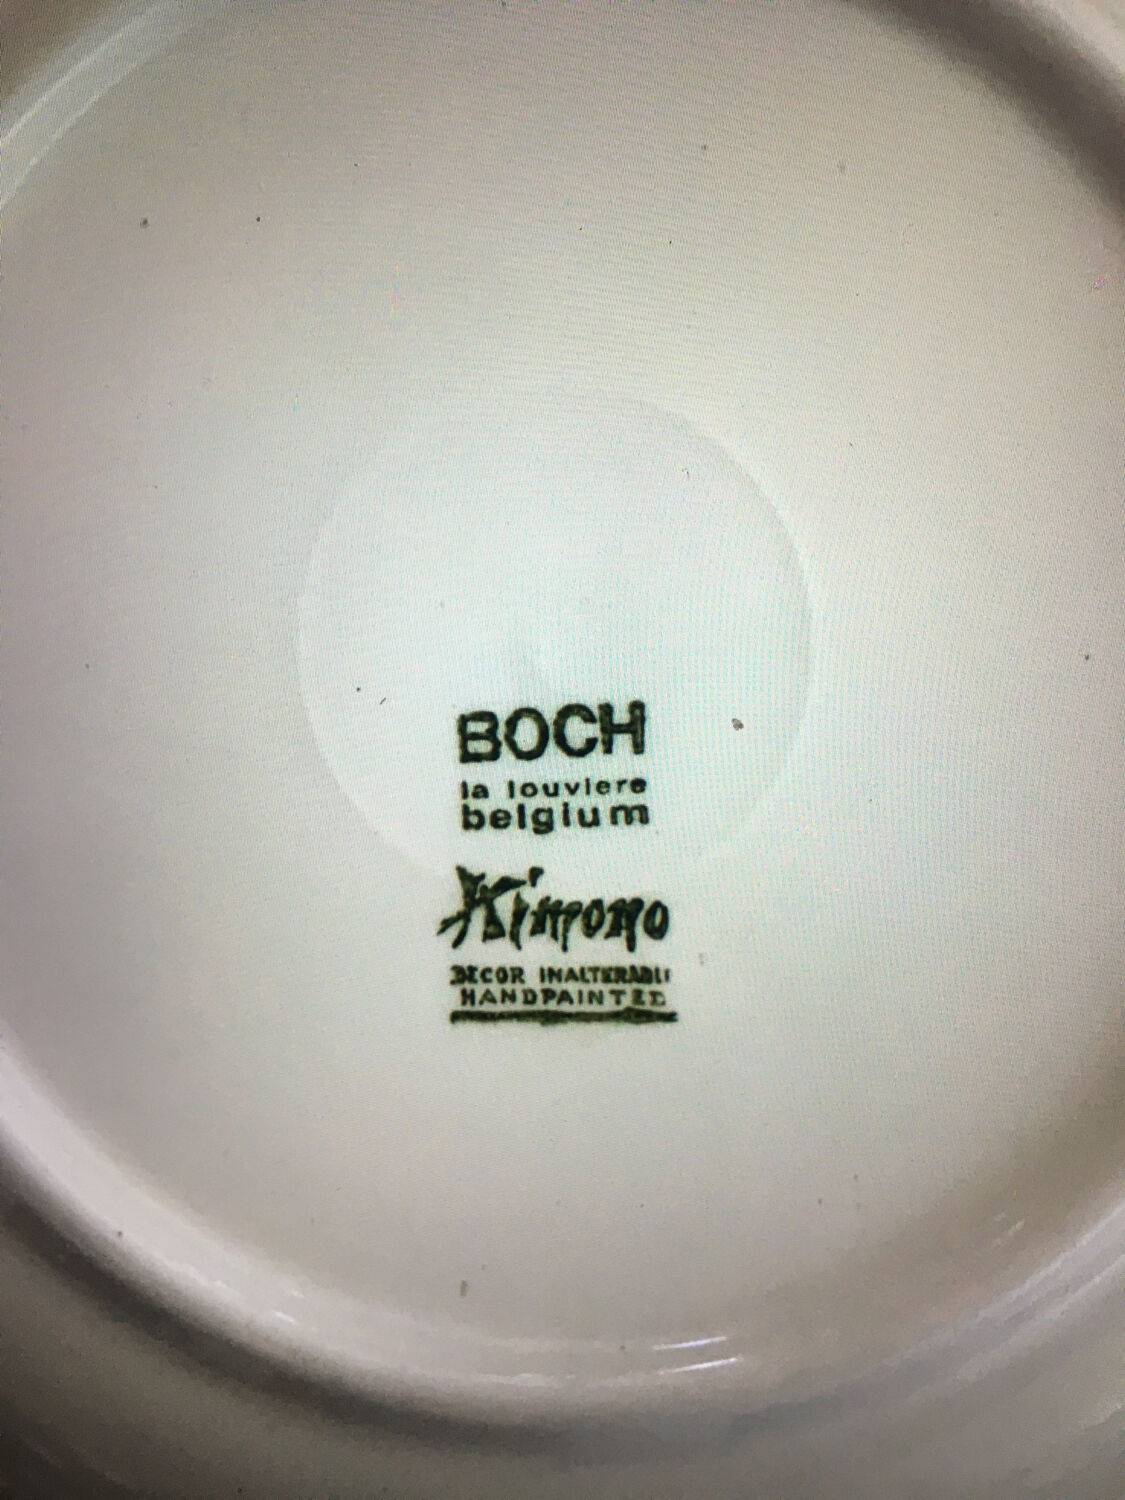 BOCH
la louviere
belgium
Kimono
DECOR INALTERABLE
HANDPAINTED